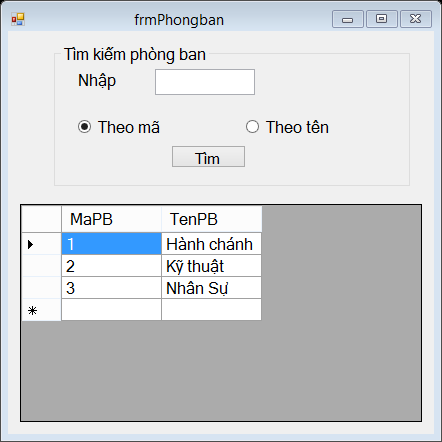 frmPhongban
Tìm kiếm phòng ban
Nhập
Theo mã Theo tên
Tìm
MaPB TenPB
1 Hành chánh
2 Kỹ thuật
3 Nhân Sự